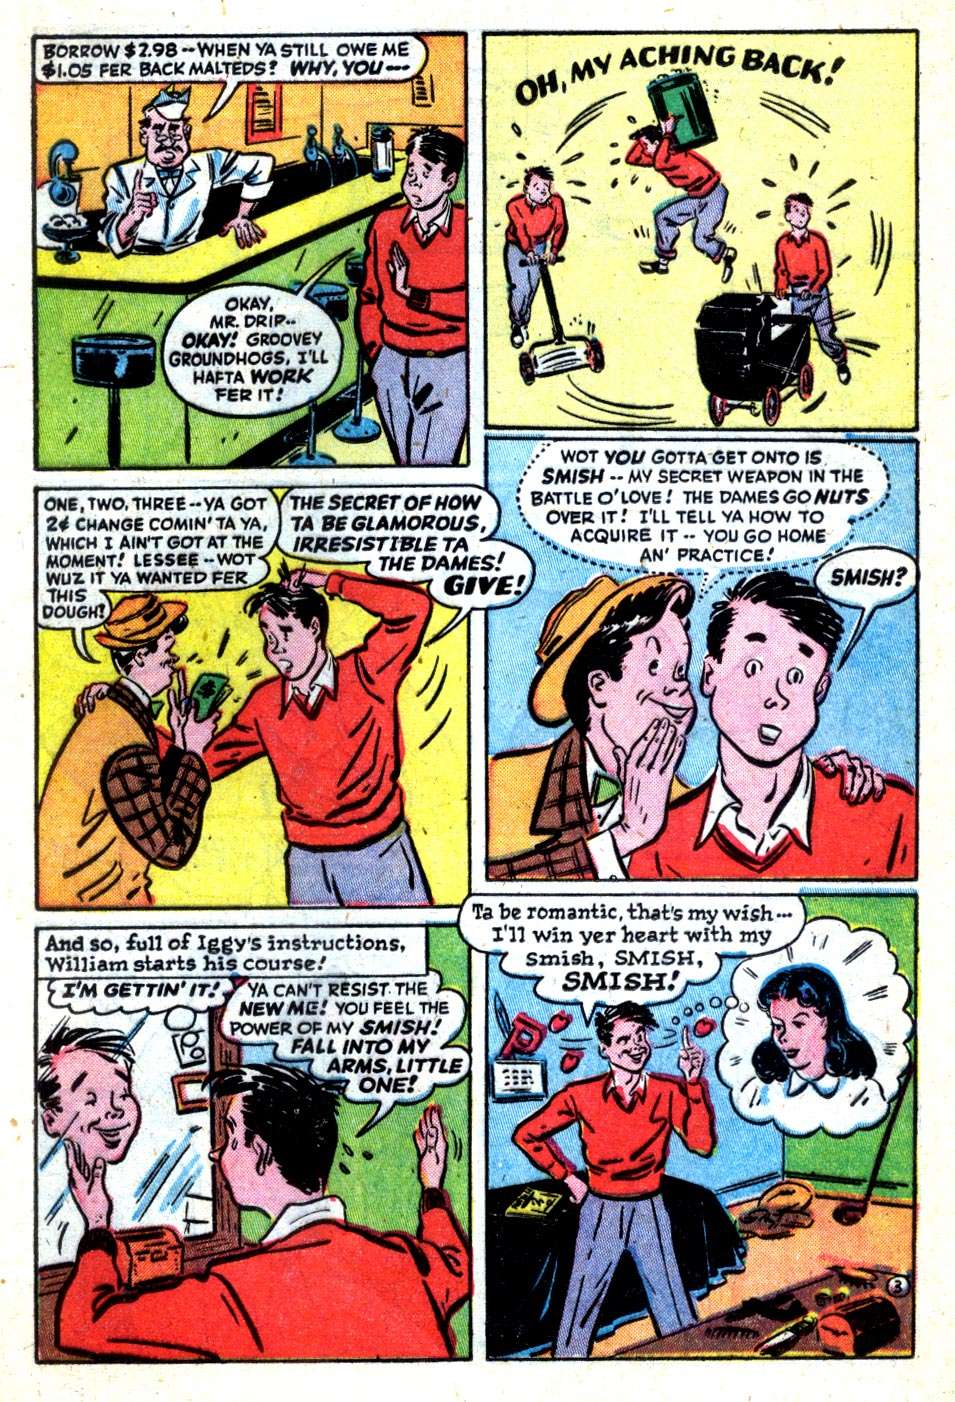 BORROW $2.98 -- WHEN YA STILL OWE ME
$1.05 FER BACK MALTEDS? WHY, YOU ---
OKAY,
MR. DRIP--
OKAY! GROOVEY
GROUNDHOGS, I'LL
HAFTA WORK
FER IT!
OH, MY ACHING BACK!
ONE, TWO, THREE -- YA GOT
2¢ CHANGE COMIN' TA YA,
WHICH I AIN'T GOT AT THE
MOMENT! LESSEE -- WOT
WUZ IT YA WANTED FER
THIS
DOUGH?
THE SECRET OF HOW
TA BE GLAMOROUS,
IRRESISTIBLE TA
THE DAMES!
GIVE!
$
WOT YOU GOTTA GET ONTO IS
SMISH -- MY SECRET WEAPON IN THE
BATTLE O' LOVE! THE DAMES GO NUTS
OVER IT! I'LL TELL YA HOW TO
ACQUIRE IT -- YOU GO HOME
AN' PRACTICE!
SMISH?
And so, full of Iggy's instructions,
William starts his course!
I'M GETTIN' IT!
YA CAN'T RESIST THE
NEW ME! YOU FEEL THE
POWER OF MY SMISH!
FALL INTO MY
ARMS, LITTLE
ONE!
Ta be romantic, that's my wish---
I'll win yer heart with my
smish, SMISH,
SMISH!
3